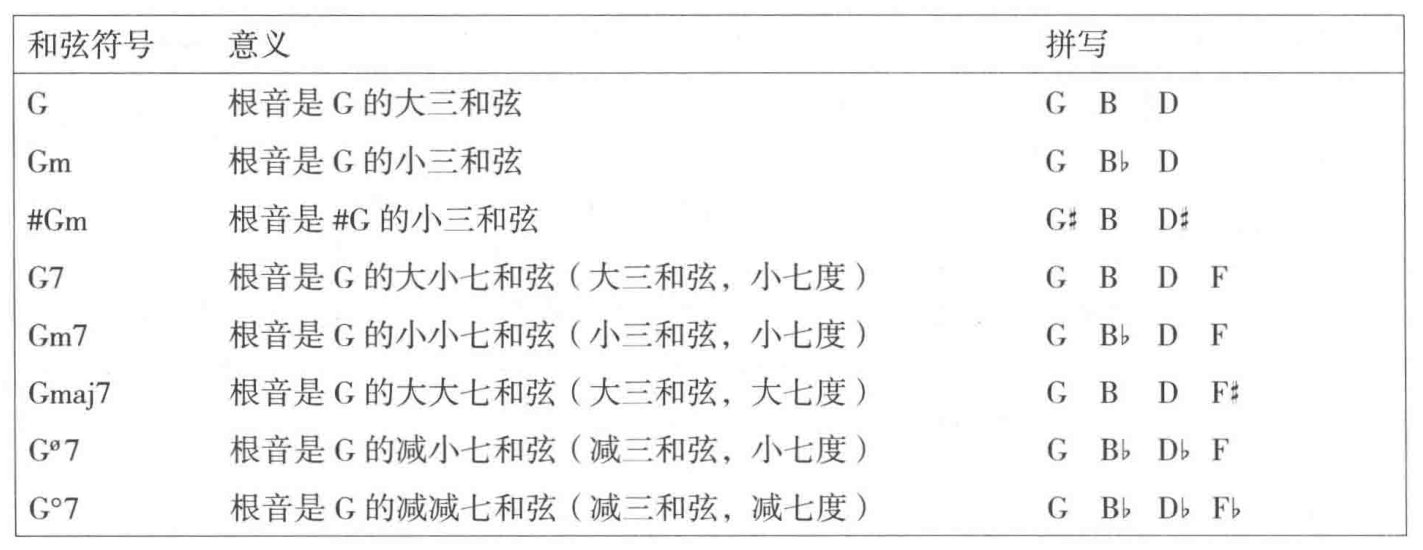 和弦符号 意义 拼写
G 根音是 G 的大三和弦 G B D
Gm 根音是 G 的小三和弦 G B♭ D
#Gm 根音是 #G 的小三和弦 G♯ B D♯
G7 根音是 G 的大小七和弦（大三和弦，小七度） G B D F
Gm7 根音是 G 的小小七和弦（小三和弦，小七度） G B♭ D F
Gmaj7 根音是 G 的大大七和弦（大三和弦，大七度） G B D F♯
Gø7 根音是 G 的减小七和弦（减三和弦，小七度） G B♭ D♭ F
G°7 根音是 G 的减减七和弦（减三和弦，减七度） G B♭ D♭ F♭